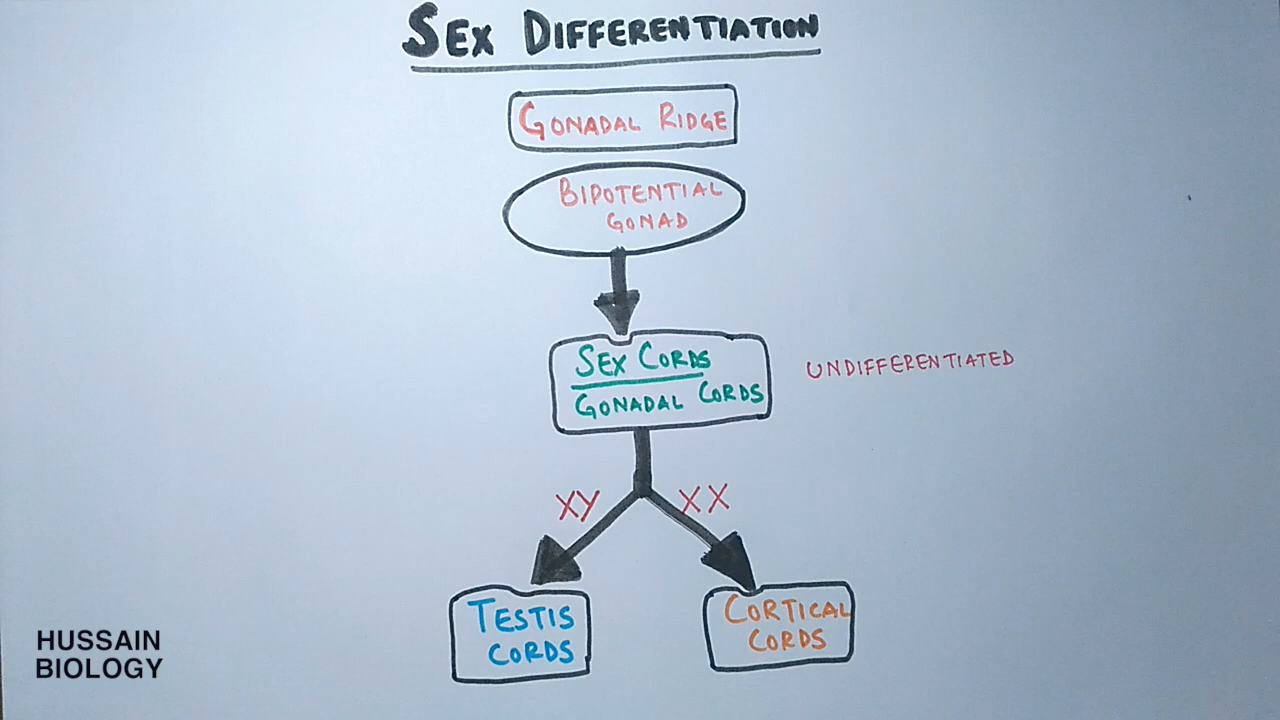 SEX DIFFERENTIATION
GONADAL RIDGE
BIPOTENTIAL
GONAD
SEX CORDS
GONADAL CORDS
UNDIFFERENTIATED
XY
XX
TESTIS
CORDS
CORTICAL
CORDS
HUSSAIN
BIOLOGY